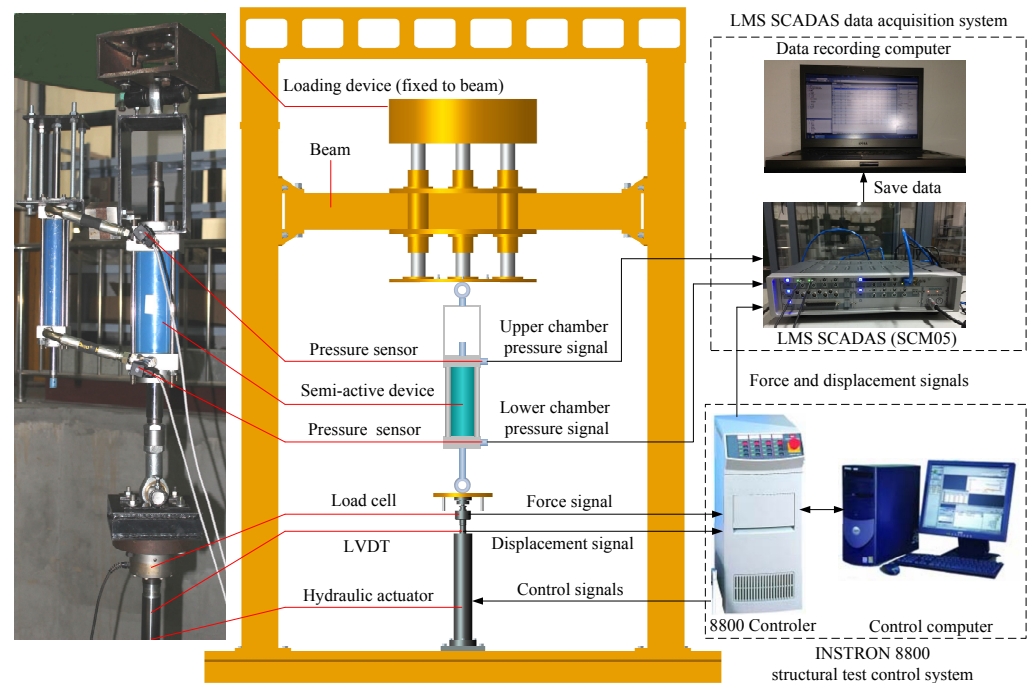 LMS SCADAS data acquisition system
Data recording computer
Loading device (fixed to beam)
Beam
Save data
Upper chamber
pressure signal
LMS SCADAS (SCM05)
Pressure sensor
Force and displacement signals
Semi-active device
Lower chamber
pressure signal
Pressure sensor
Load cell
Force signal
LVDT
Displacement signal
Hydraulic actuator
Control signals
8800 Controler
Control computer
INSTRON 8800
structural test control system